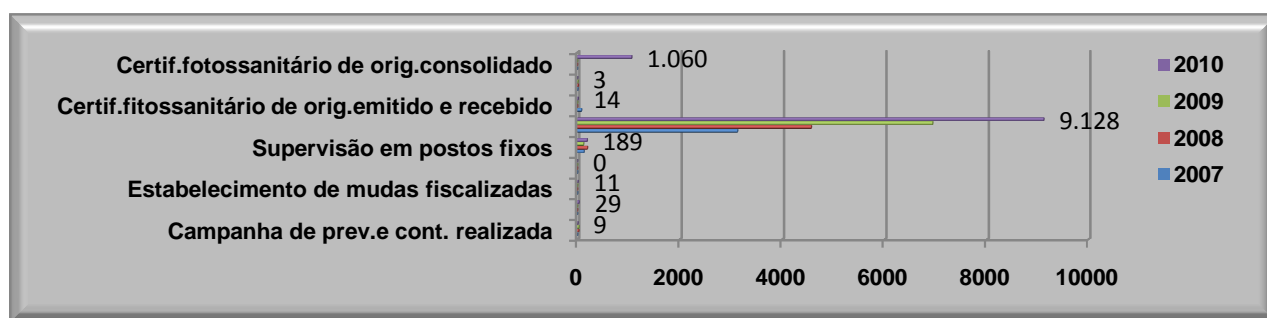 Certif.fotossanitário de orig.consolidado
1.060
2010
3
2009
Certif.fitossanitário de orig.emitido e recebido
14
9.128
2008
Supervisão em postos fixos
189
2007
0
Estabelecimento de mudas fiscalizadas
11
29
Campanha de prev.e cont. realizada
9
0 2000 4000 6000 8000 10000